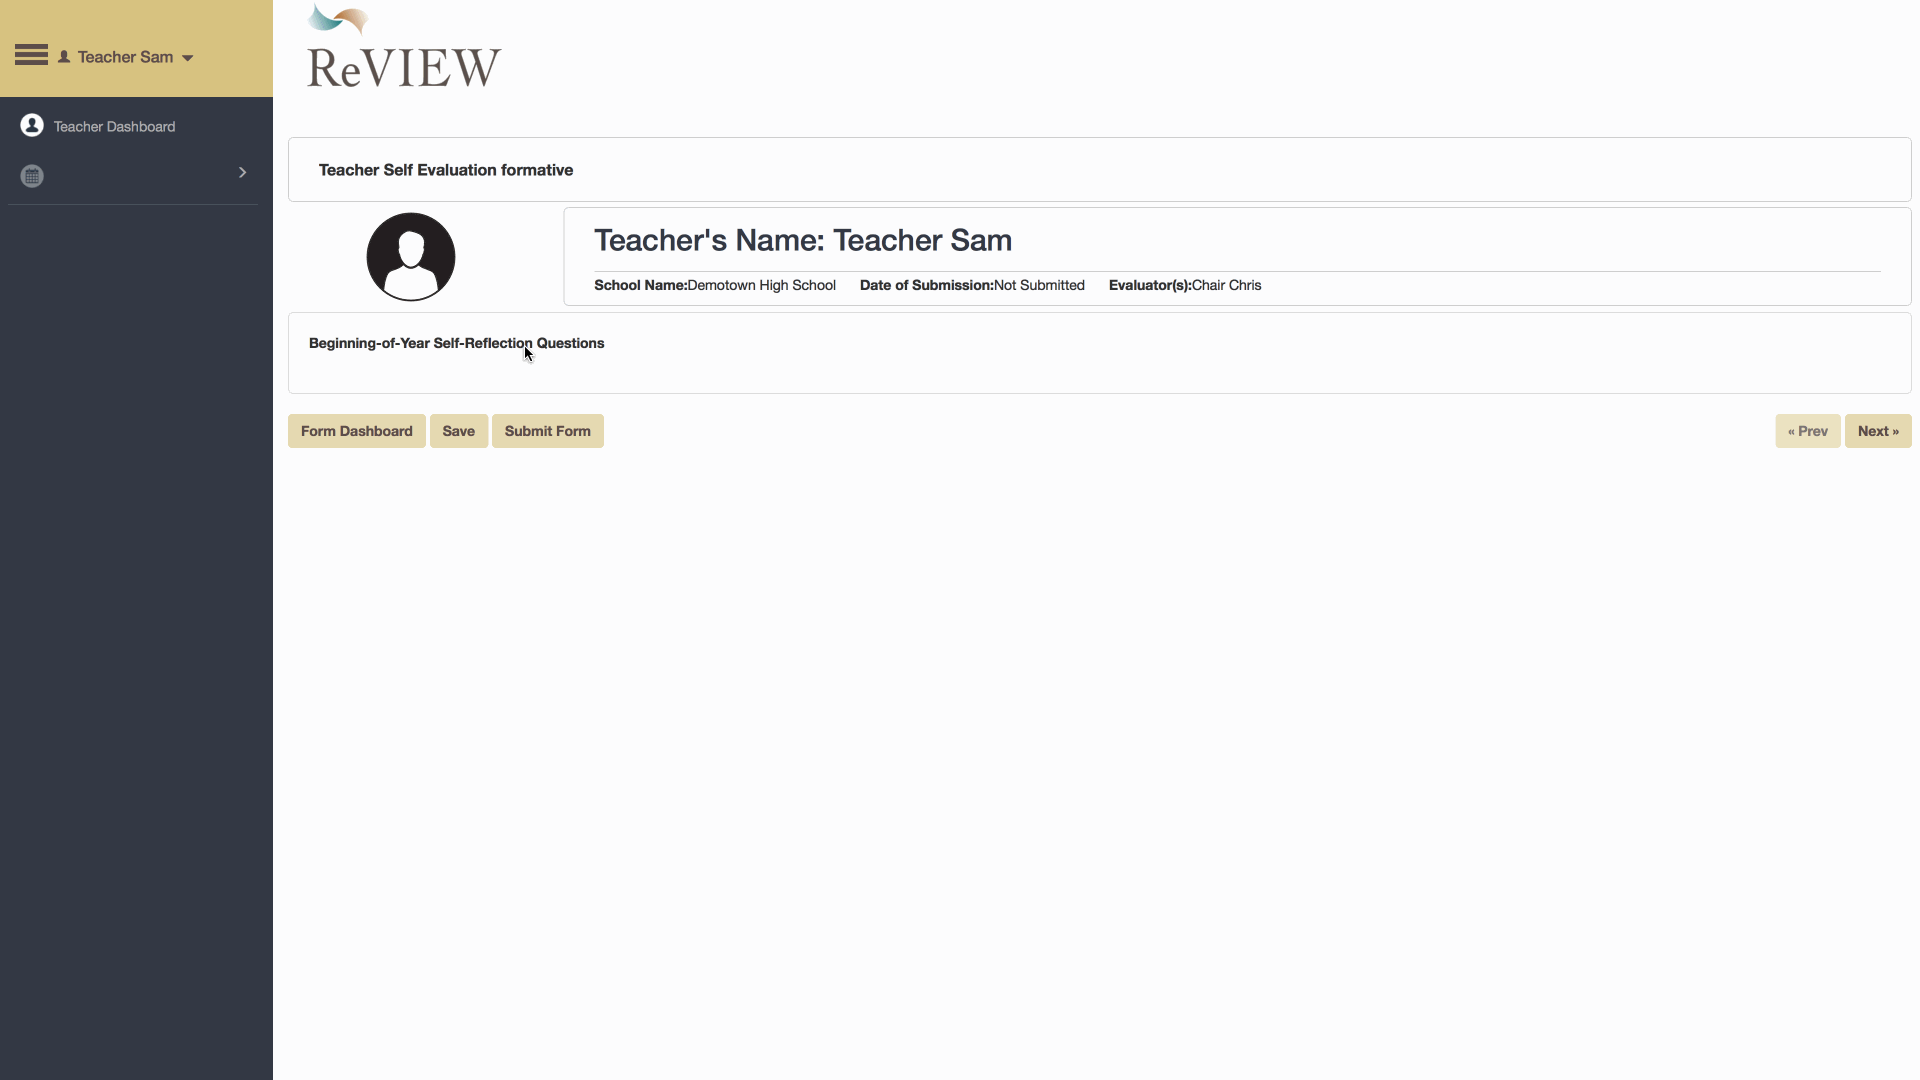 Teacher Sam
Teacher Dashboard
ReVIEW
Teacher Self Evaluation formative
Teacher's Name: Teacher Sam
School Name:Demotown High School Date of Submission:Not Submitted Evaluator(s):Chair Chris
Beginning-of-Year Self-Reflection Questions
Form Dashboard Save Submit Form « Prev Next »